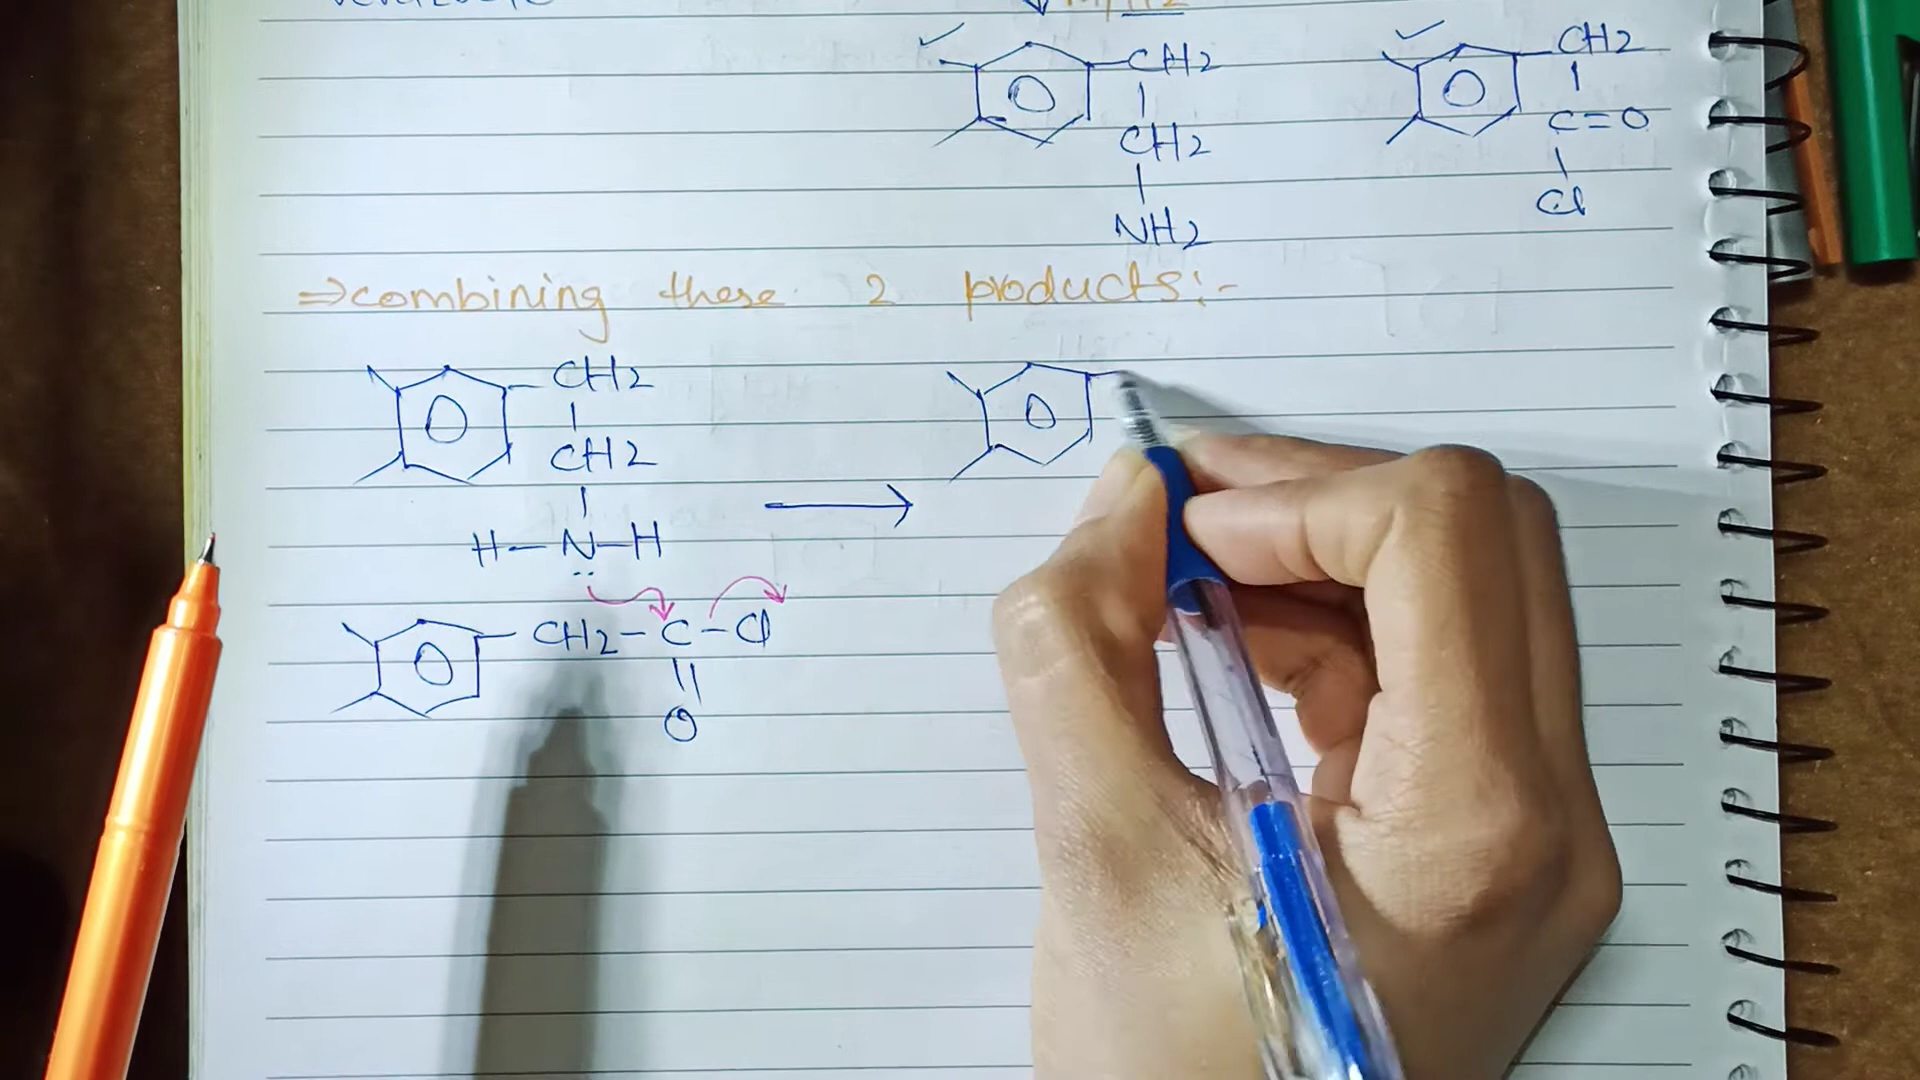 CH2 CH2
CH2 C=O
NH2 Cl
⇒combining these 2 products:-
CH2
CH2
H-N-H
CH2-C-Cl
O